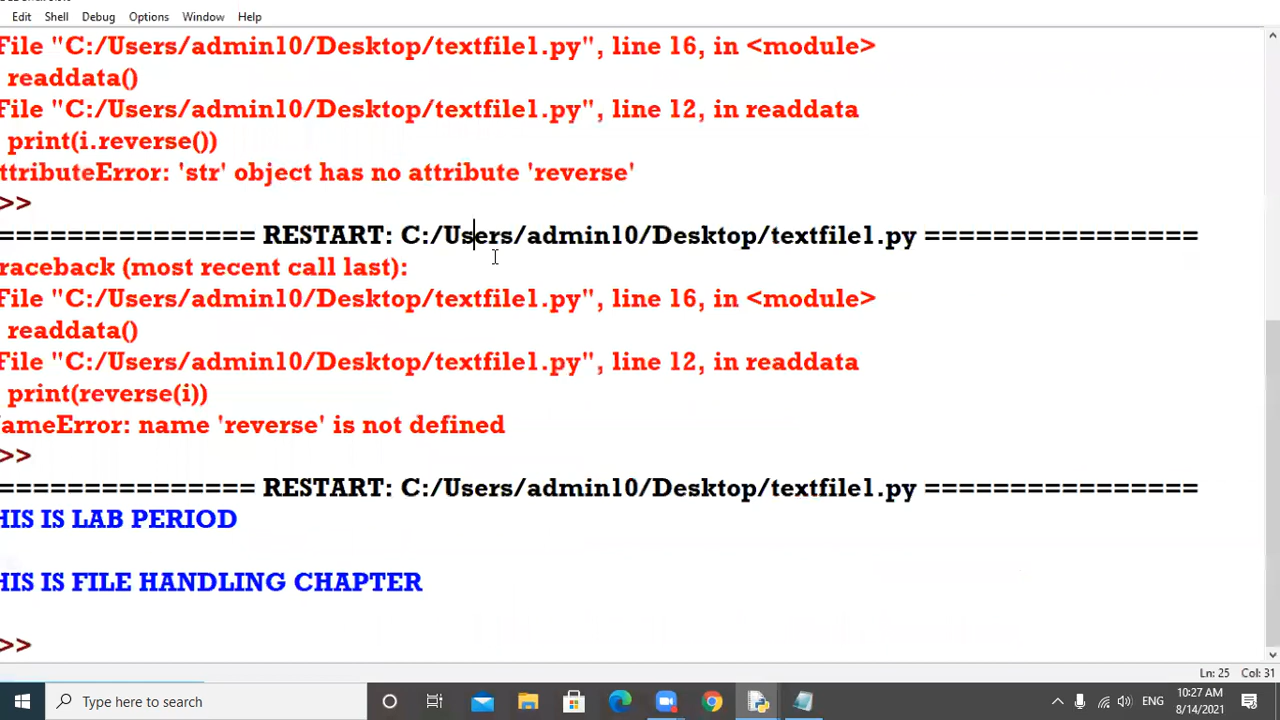 Edit Shell Debug Options Window Help
File "C:/Users/admin10/Desktop/textfile1.py", line 16, in <module>
readdata()
File "C:/Users/admin10/Desktop/textfile1.py", line 12, in readdata
print(i.reverse())
ttributeError: 'str' object has no attribute 'reverse'
>>
=============== RESTART: C:/Users/admin10/Desktop/textfile1.py ================
raceback (most recent call last):
File "C:/Users/admin10/Desktop/textfile1.py", line 16, in <module>
readdata()
File "C:/Users/admin10/Desktop/textfile1.py", line 12, in readdata
print(reverse(i))
ameError: name 'reverse' is not defined
>>
=============== RESTART: C:/Users/admin10/Desktop/textfile1.py ================
HIS IS LAB PERIOD
HIS IS FILE HANDLING CHAPTER
>>
Ln: 25 Col: 31
Type here to search
ENG
10:27 AM
8/14/2021